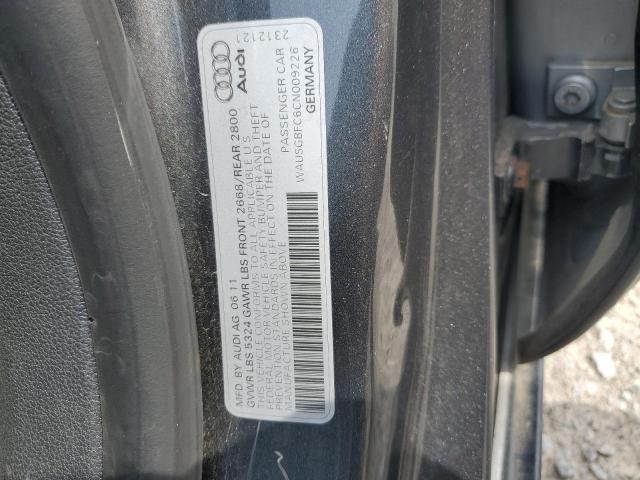 MFD. BY AUDI AG 06 11
GVWR LBS 5324 GAWR LBS FRONT 2668/REAR 2800
THIS VEHICLE CONFORMS TO ALL APPLICABLE U.S.
FEDERAL MOTOR VEHICLE SAFETY BUMPER AND THEFT
PREVENTION STANDARDS IN EFFECT ON THE DATE OF
MANUFACTURE SHOWN ABOVE
PASSENGER CAR
WAUSGBFC6CN009226
GERMANY
Audi
231212